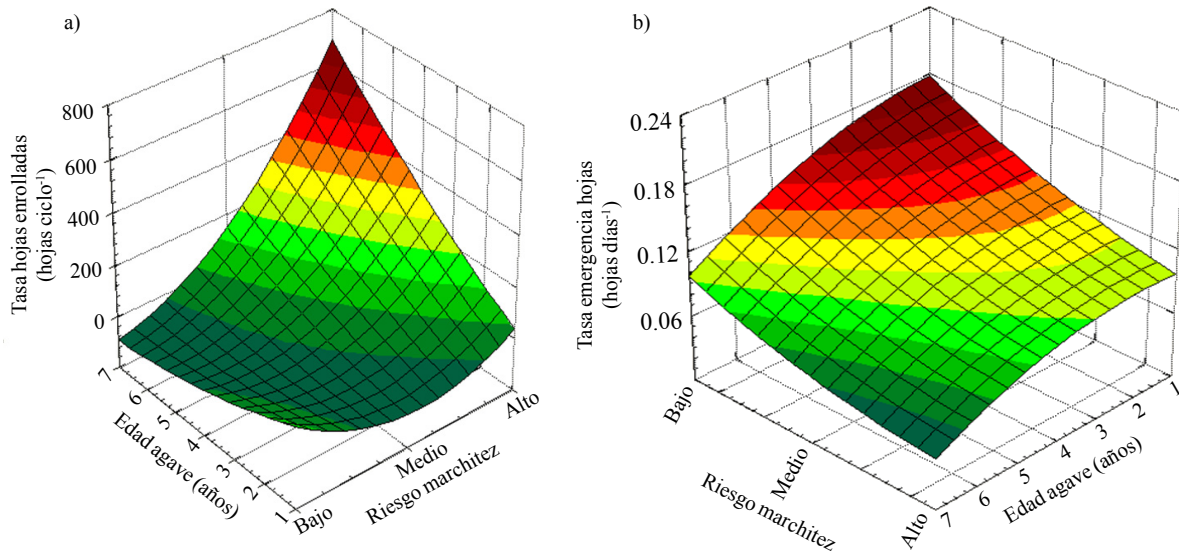 a)
Tasa hojas enrolladas
(hojas ciclo⁻¹)
800
600
400
200
0
7
6
5
4
3
2
1
Edad agave (años)
Bajo
Medio
Alto
Riesgo marchitez
b)
Tasa emergencia hojas
(hojas dias⁻¹)
0.24
0.18
0.12
0.06
Bajo
Medio
Alto
Riesgo marchitez
7
6
5
4
3
2
1
Edad agave (años)